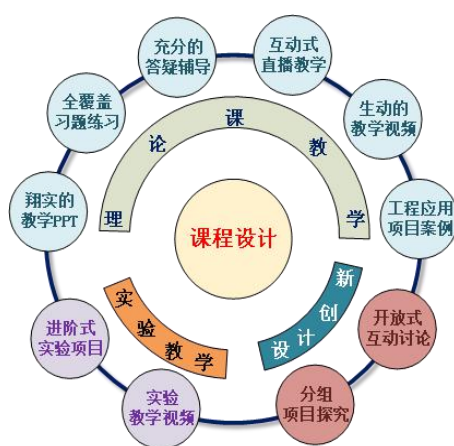 充分的
答疑辅导
互动式
直播教学
全覆盖
习题练习
生动的
教学视频
翔实的
教学PPT
工程应用
项目案例
理论课教学
课程设计
实验教学
创新设计
进阶式
实验项目
开放式
互动讨论
实验
教学视频
分组
项目探究